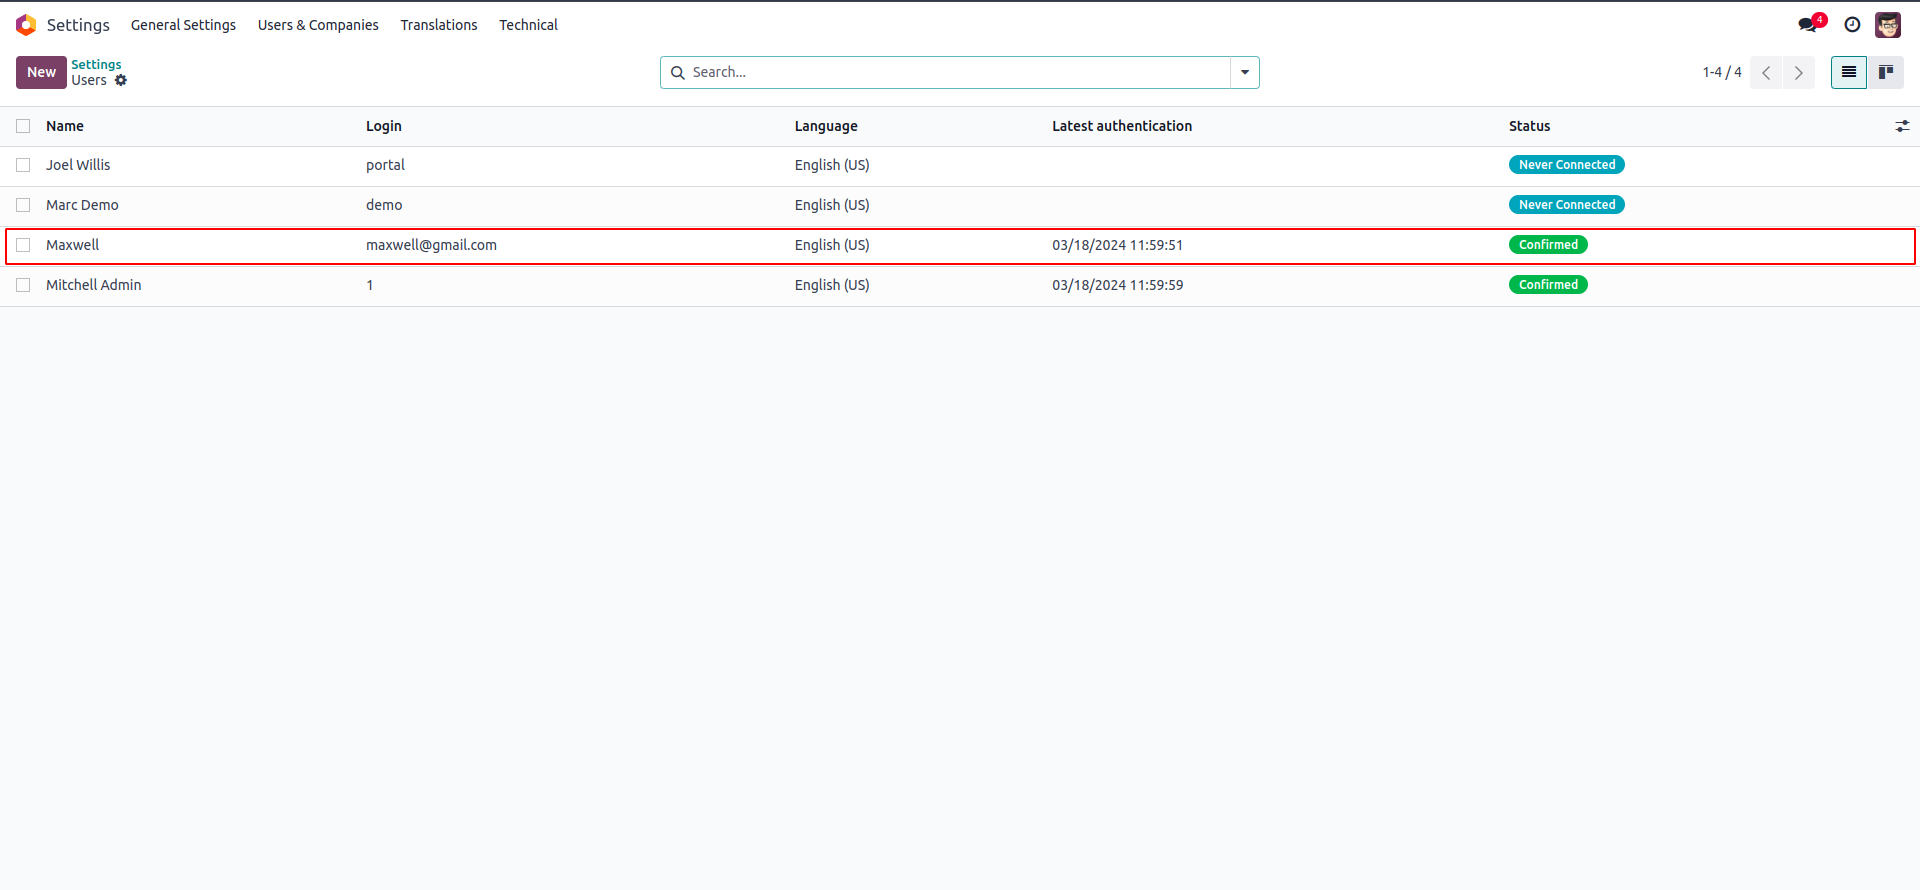 Settings General Settings Users & Companies Translations Technical 4
New Settings
Users
Search...
1-4 / 4
Name Login Language Latest authentication Status
Joel Willis portal English (US) Never Connected
Marc Demo demo English (US) Never Connected
Maxwell maxwell@gmail.com English (US) 03/18/2024 11:59:51 Confirmed
Mitchell Admin 1 English (US) 03/18/2024 11:59:59 Confirmed